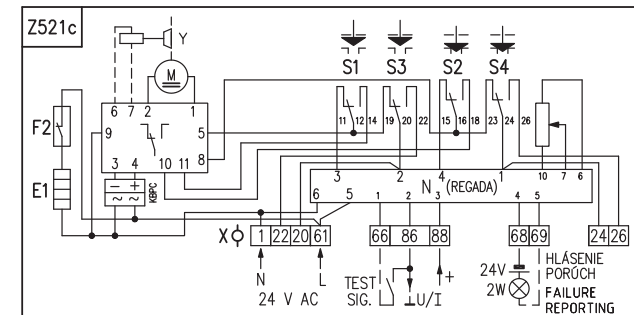 Z521c
Y
M
S1 S3 S2 S4
6 7 2 1
F2
9 5
11 12 14 19 20 22 15 16 18 23 24 26
8
3 4 10 11
3 2 4 1 10 7 6
E1
− +
~ ~
KBPC
N (REGADA)
6 5 1 2 3 4 5
X 1 22 20 61 66 86 88 68 69 24 26
N L
24 V AC
TEST
SIG.
U/I
+
24V
2W
HLÁSENIE
PORÚCH
FAILURE
REPORTING